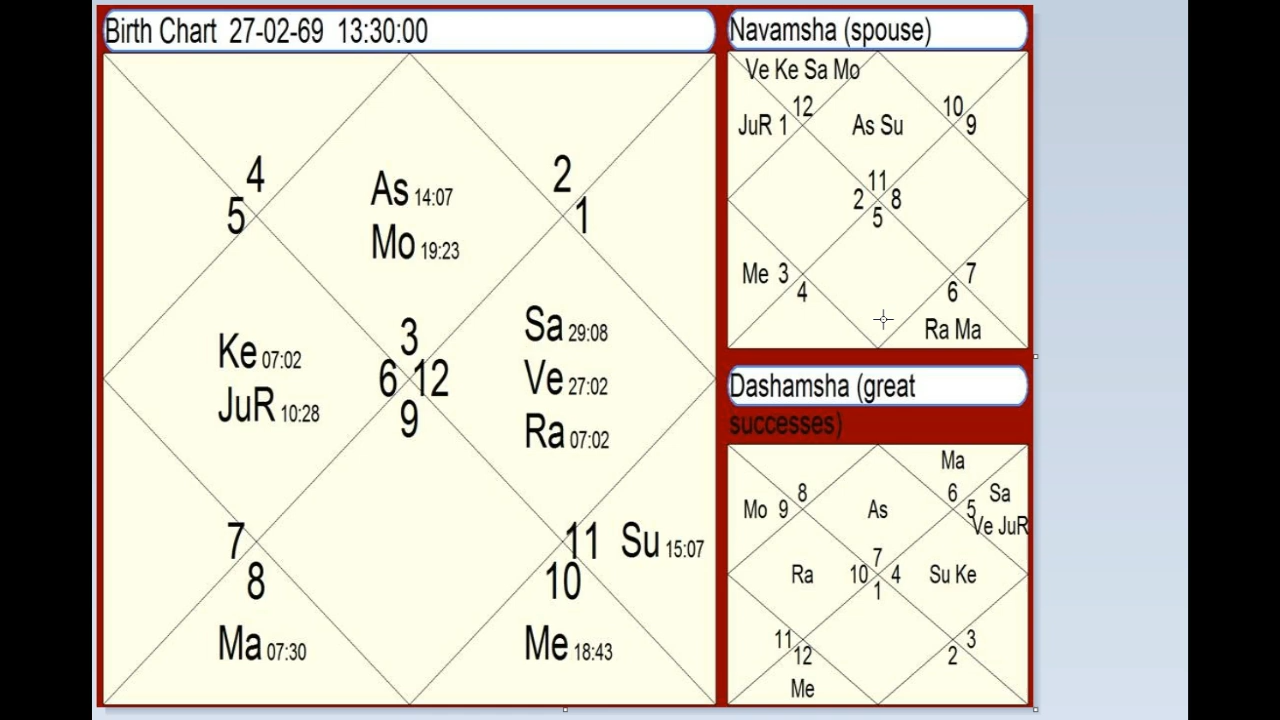 Birth Chart 27-02-69 13:30:00
4
5
As 14:07
Mo 19:23
2
1
Ke 07:02
JuR 10:28
3
6 12
9
Sa 29:08
Ve 27:02
Ra 07:02
7
8
Ma 07:30
11 Su 15:07
10
Me 18:43
Navamsha (spouse)
Ve Ke Sa Mo
12
JuR 1
As Su
10
9
11
2 8
5
Me 3
4
7
6
Ra Ma
Dashamsha (great
successes)
Ma
8
Mo 9
As
6 Sa
5
Ve JuR
7
Ra 10 4 Su Ke
1
11
12
Me
3
2